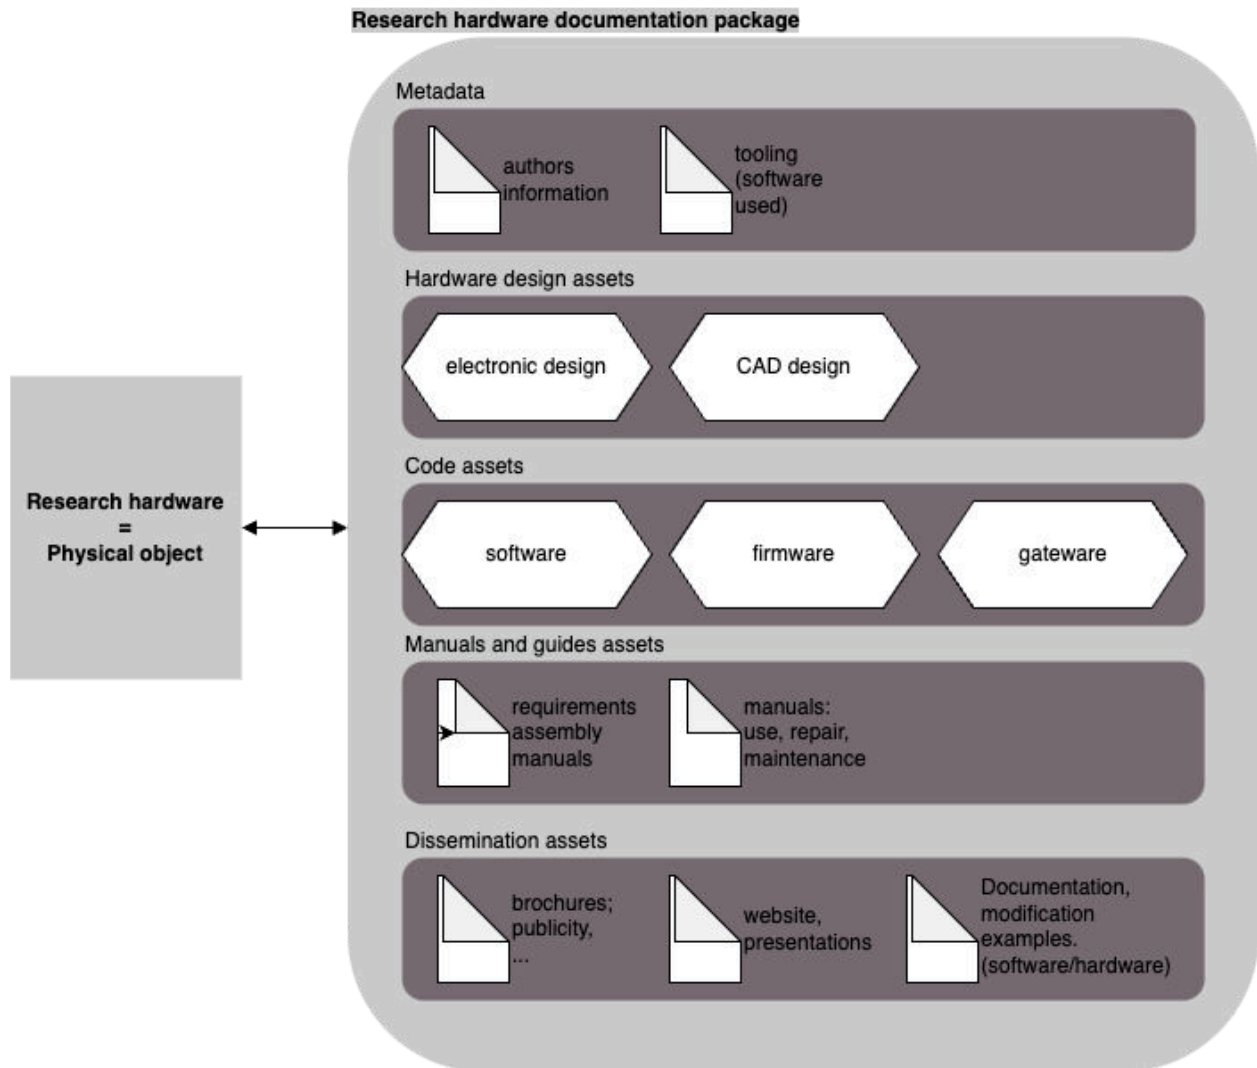 Research hardware documentation package
Metadata
authors
information
tooling
(software
used)
Hardware design assets
electronic design
CAD design
Code assets
software
firmware
gateware
Research hardware
=
Physical object
Manuals and guides assets
requirements
assembly
manuals
manuals:
use, repair,
maintenance
Dissemination assets
brochures;
publicity,
...
website,
presentations
Documentation,
modification
examples.
(software/hardware)